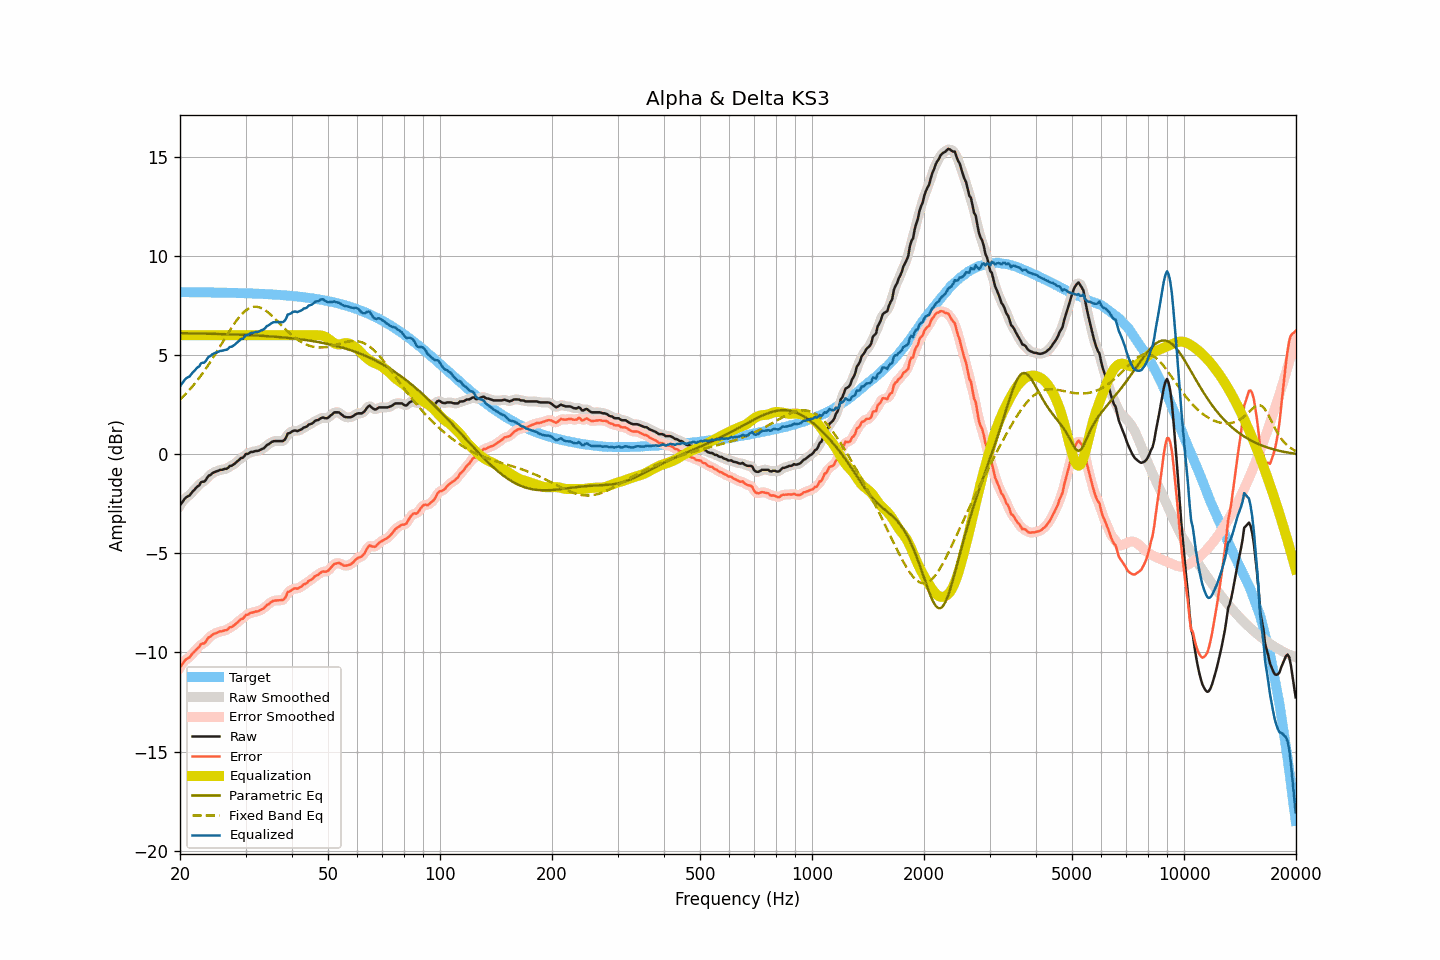 Alpha & Delta KS3
15
10
5
0
−5
−10
−15
−20
Amplitude (dBr)
Target
Raw Smoothed
Error Smoothed
Raw
Error
Equalization
Parametric Eq
Fixed Band Eq
Equalized
20 50 100 200 500 1000 2000 5000 10000 20000
Frequency (Hz)